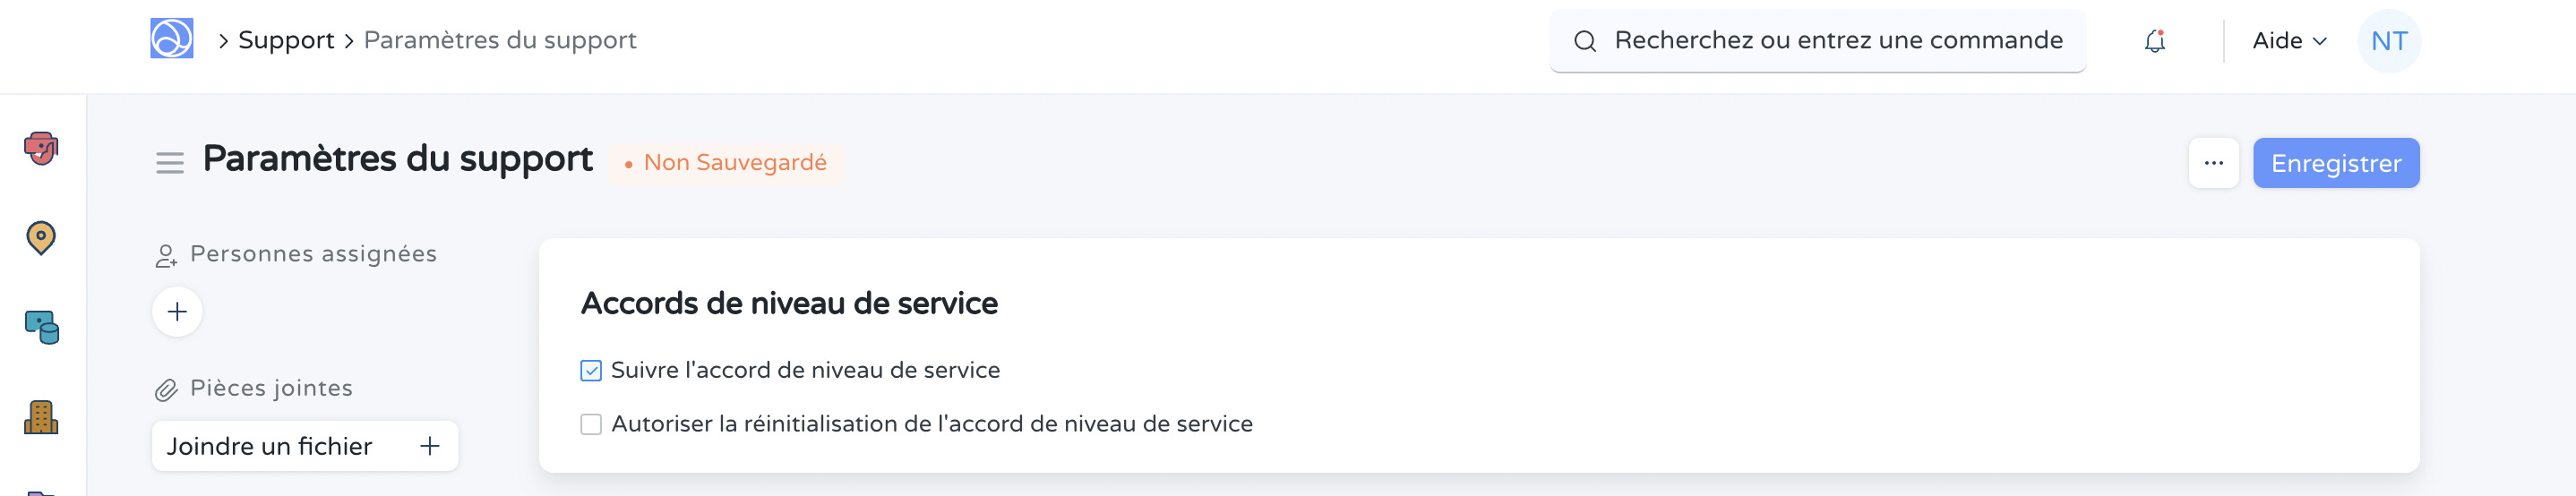 Support
Paramètres du support
Recherchez ou entrez une commande
Aide
NT
Paramètres du support
Non Sauvegardé
...
Enregistrer
Personnes assignées
Pièces jointes
Joindre un fichier
Accords de niveau de service
Suivre l'accord de niveau de service
Autoriser la réinitialisation de l'accord de niveau de service